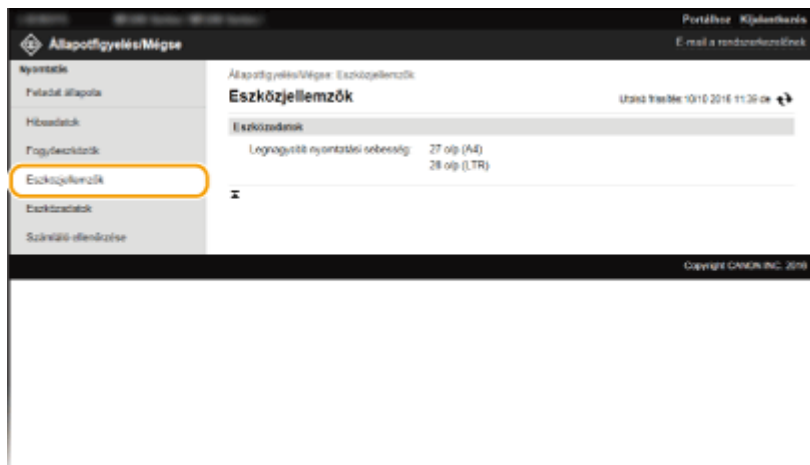 Portálhoz Kijelentkezés
Állapotfigyelés/Mégse
E-mail a rendszerkezelőnek
Nyomtatás
Feladat állapota
Hibaadatok
Fogyóeszközök
Eszközjellemzők
Eszközadatok
Számláló ellenőrzése
Állapotfigyelés/Mégse: Eszközjellemzők
Eszközjellemzők
Utolsó frissítés: 10/10 2016 11:39 de
Eszközadatok
Legnagyobb nyomtatási sebesség: 27 o/p (A4)
28 o/p (LTR)
Copyright CANON INC. 2016